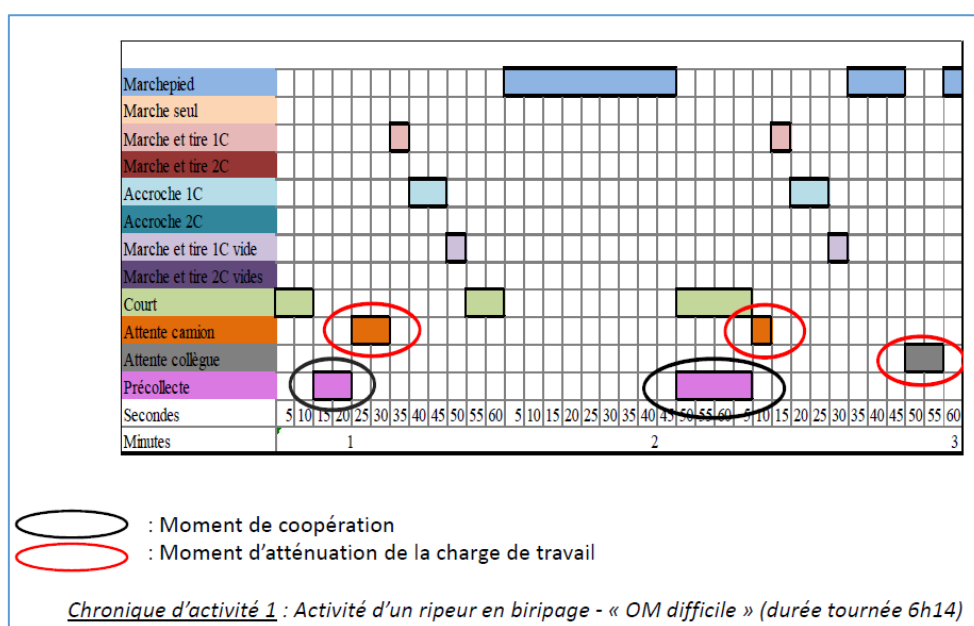 Marchepied
Marche seul
Marche et tire 1C
Marche et tire 2C
Accroche 1C
Accroche 2C
Marche et tire 1C vide
Marche et tire 2C vides
Court
Attente camion
Attente collègue
Précollecte
Secondes 5 10 15 20 25 30 35 40 45 50 55 60 5 10 15 20 25 30 35 40 45 50 55 60 5 10 15 20 25 30 35 40 45 50 55 60
Minutes 1 2 3
: Moment de coopération
: Moment d'atténuation de la charge de travail
Chronique d'activité 1 : Activité d'un ripeur en biripage - « OM difficile » (durée tournée 6h14)